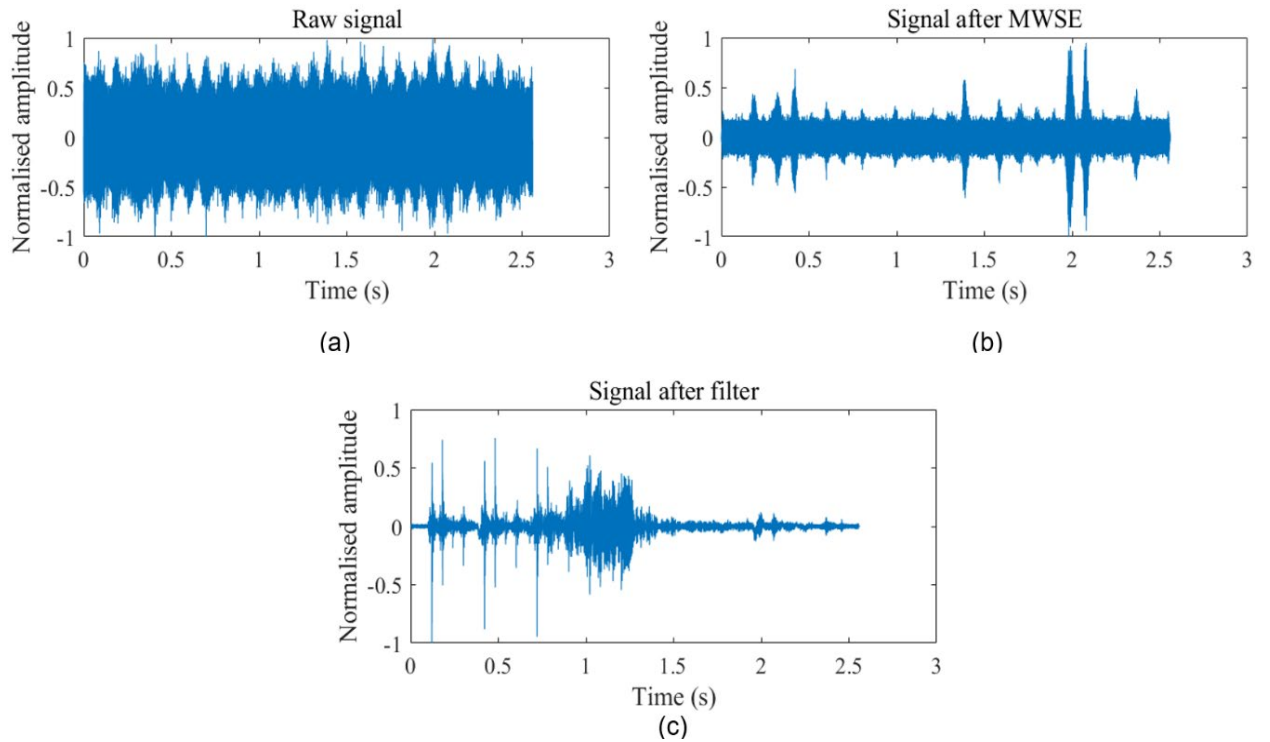 Raw signal
Normalised amplitude
1
0.5
0
-0.5
-1
0 0.5 1 1.5 2 2.5 3
Time (s)
(a)
Signal after MWSE
Normalised amplitude
1
0.5
0
-0.5
-1
0 0.5 1 1.5 2 2.5 3
Time (s)
(b)
Signal after filter
Normalised amplitude
1
0.5
0
-0.5
-1
0 0.5 1 1.5 2 2.5 3
Time (s)
(c)